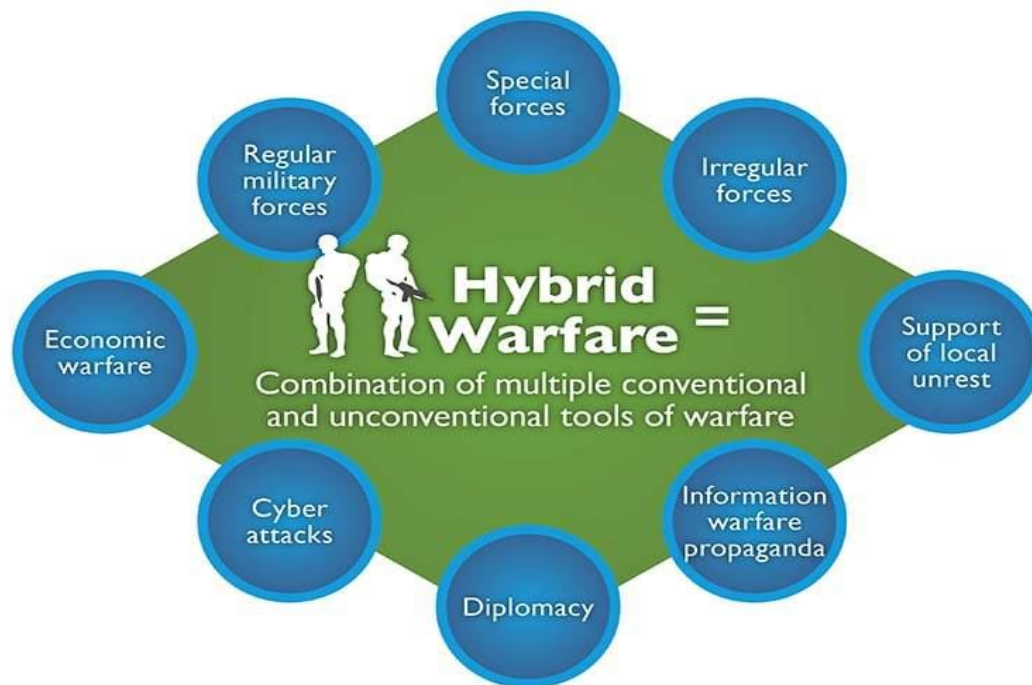 Special
forces
Regular
military
forces
Irregular
forces
Hybrid
Warfare =
Combination of multiple conventional
and unconventional tools of warfare
Economic
warfare
Support
of local
unrest
Cyber
attacks
Information
warfare
propaganda
Diplomacy